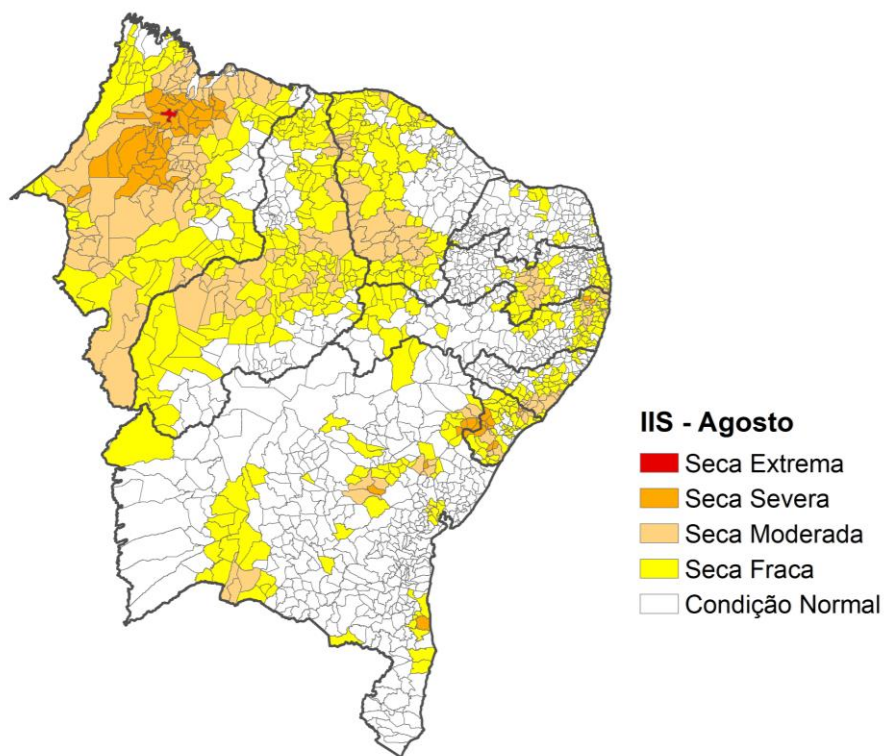 IIS - Agosto
Seca Extrema
Seca Severa
Seca Moderada
Seca Fraca
Condição Normal